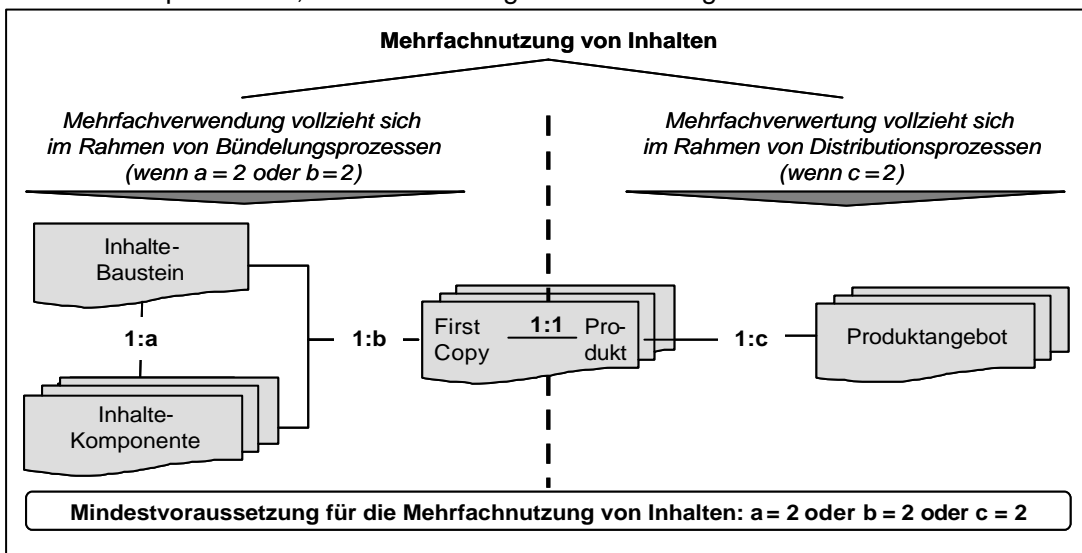 Mehrfachnutzung von Inhalten
Mehrfachverwendung vollzieht sich
im Rahmen von Bündelungsprozessen
(wenn a = 2 oder b = 2)
Mehrfachverwertung vollzieht sich
im Rahmen von Distributionsprozessen
(wenn c = 2)
Inhalte-
Baustein
1:a
Inhalte-
Komponente
1:b
First
Copy
1:1
Pro-
dukt
1:c
Produktangebot
Mindestvoraussetzung für die Mehrfachnutzung von Inhalten: a = 2 oder b = 2 oder c = 2